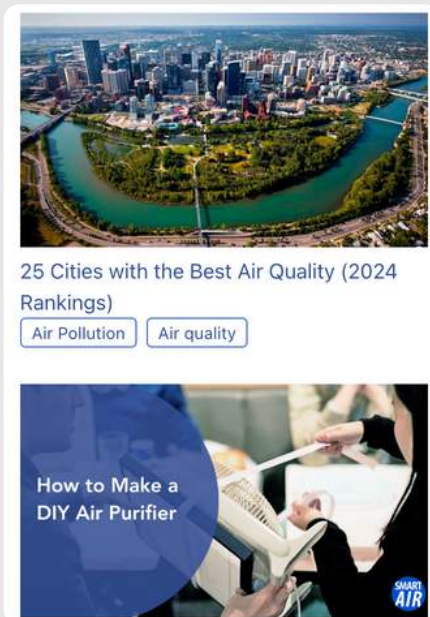 25 Cities with the Best Air Quality (2024
Rankings)
Air Pollution Air quality
How to Make a
DIY Air Purifier
SMART
AIR